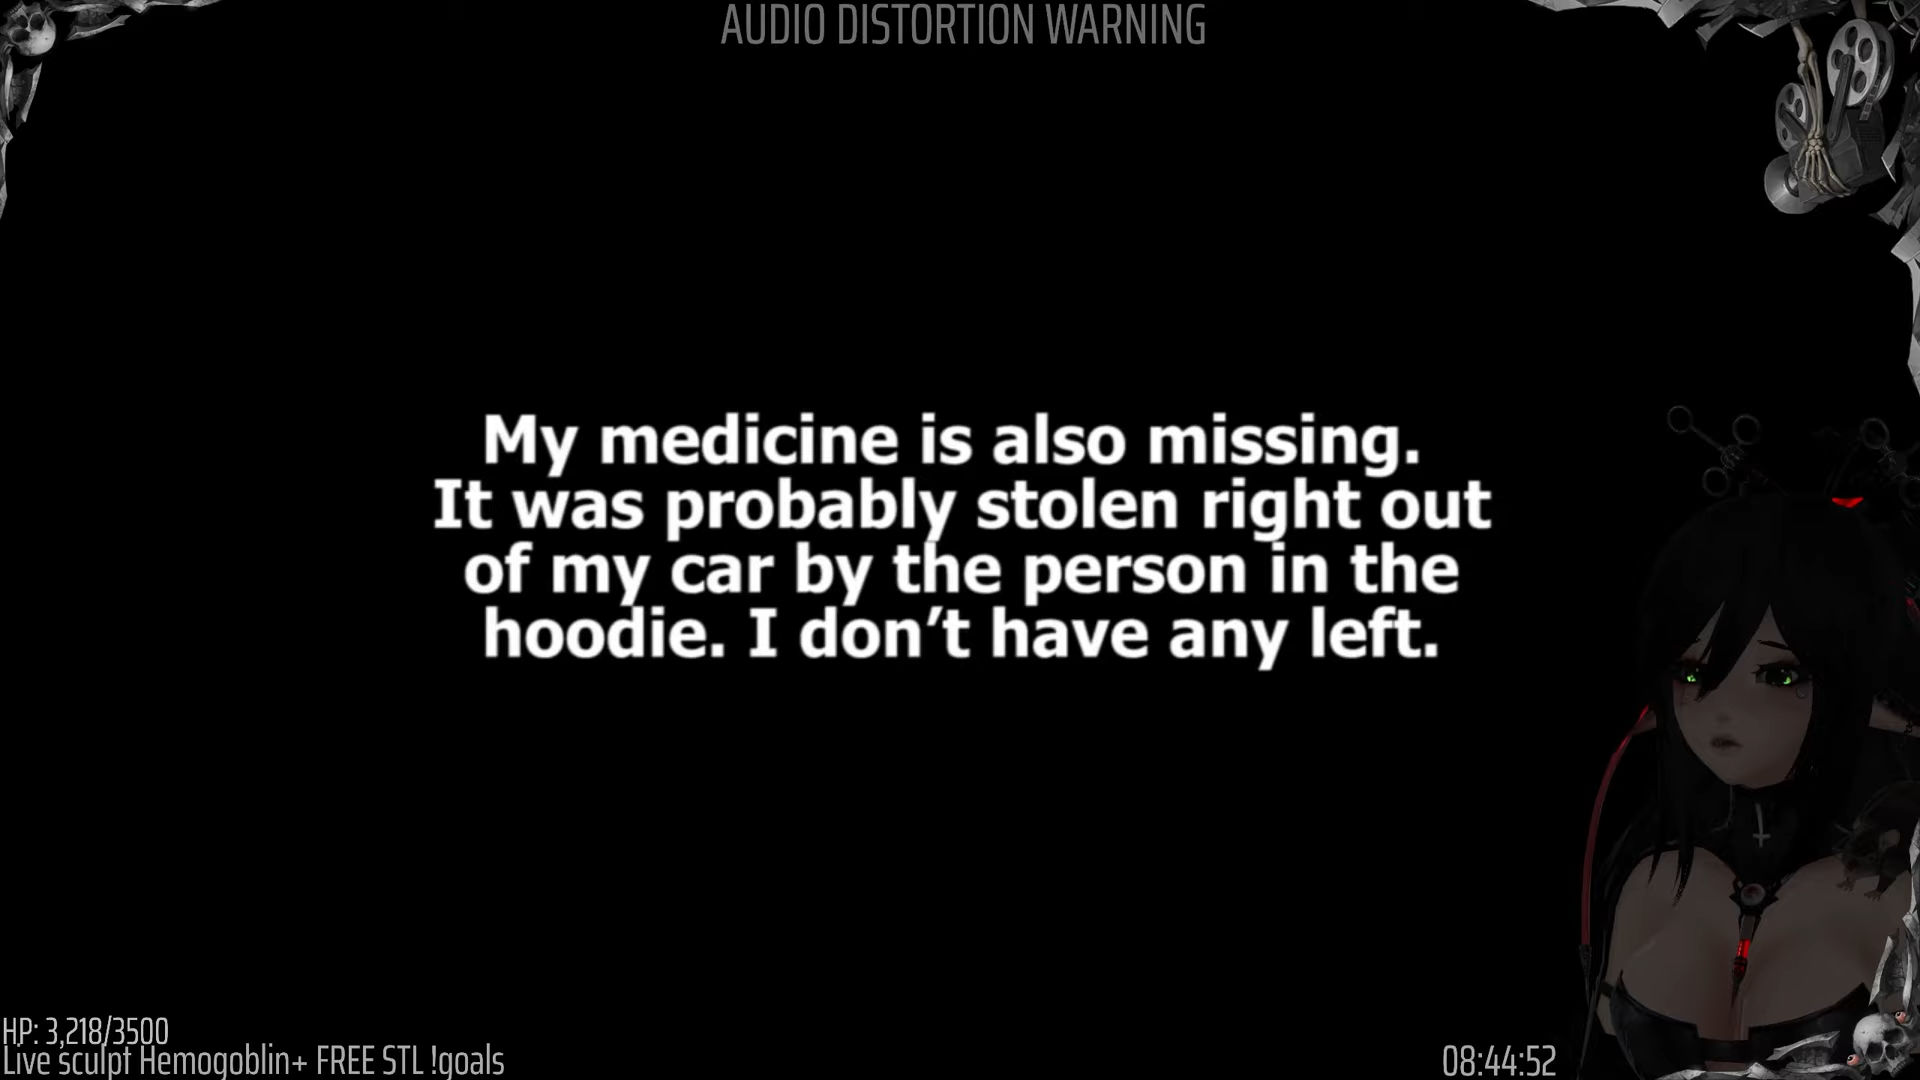 AUDIO DISTORTION WARNING
My medicine is also missing.
It was probably stolen right out
of my car by the person in the
hoodie. I don’t have any left.
HP: 3,218/3500
Live sculpt Hemogoblin+ FREE STL !goals
08:44:52